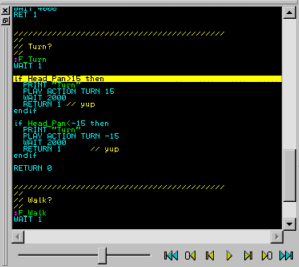 WAIT 4000
RET 1
///////////////////////////////////////////
//
// Turn?
//
:F_Turn
WAIT 1
if Head_Pan>15 then
PRINT "Turn"
PLAY ACTION TURN 15
WAIT 2000
RETURN 1 // yup
endif
if Head_Pan<-15 then
PRINT "Turn"
PLAY ACTION TURN -15
WAIT 2000
RETURN 1 // yup
endif
RETURN 0
///////////////////////////////////////////
//
// Walk?
//
:F_Walk
WAIT 1